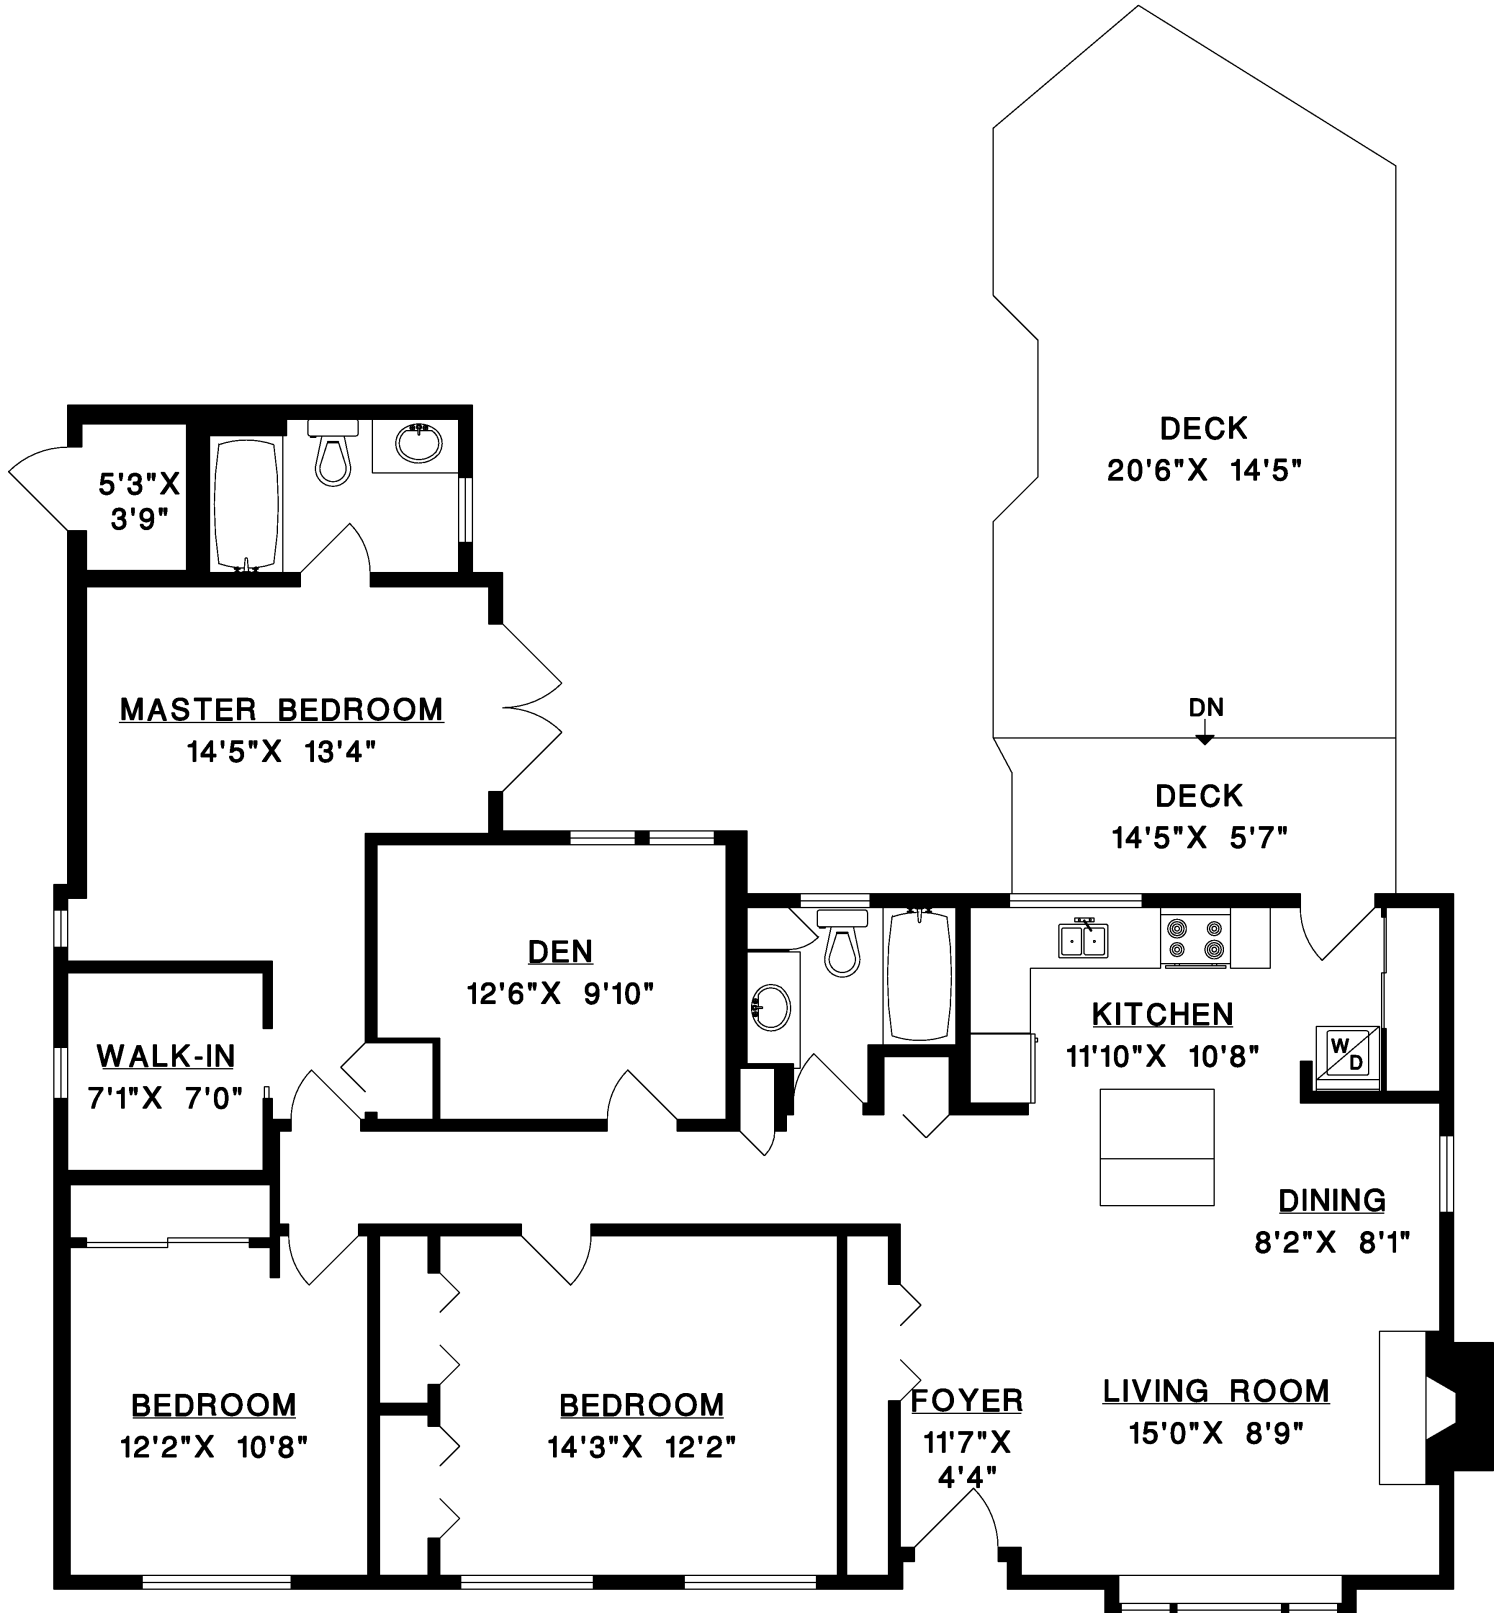 DECK
20'6"X 14'5"
5'3"X
3'9"
MASTER BEDROOM
14'5"X 13'4"
DN
DECK
14'5"X 5'7"
DEN
12'6"X 9'10"
KITCHEN
11'10"X 10'8"
W
D
WALK-IN
7'1"X 7'0"
DINING
8'2"X 8'1"
BEDROOM
12'2"X 10'8"
BEDROOM
14'3"X 12'2"
FOYER
11'7"X
4'4"
LIVING ROOM
15'0"X 8'9"